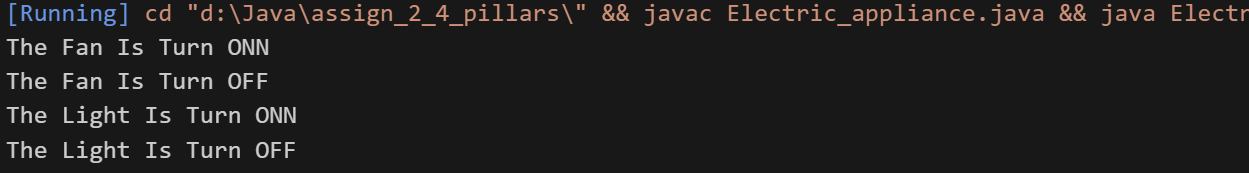 [Running] cd "d:\Java\assign_2_4_pillars\" && javac Electric_appliance.java && java Electr
The Fan Is Turn ONN
The Fan Is Turn OFF
The Light Is Turn ONN
The Light Is Turn OFF